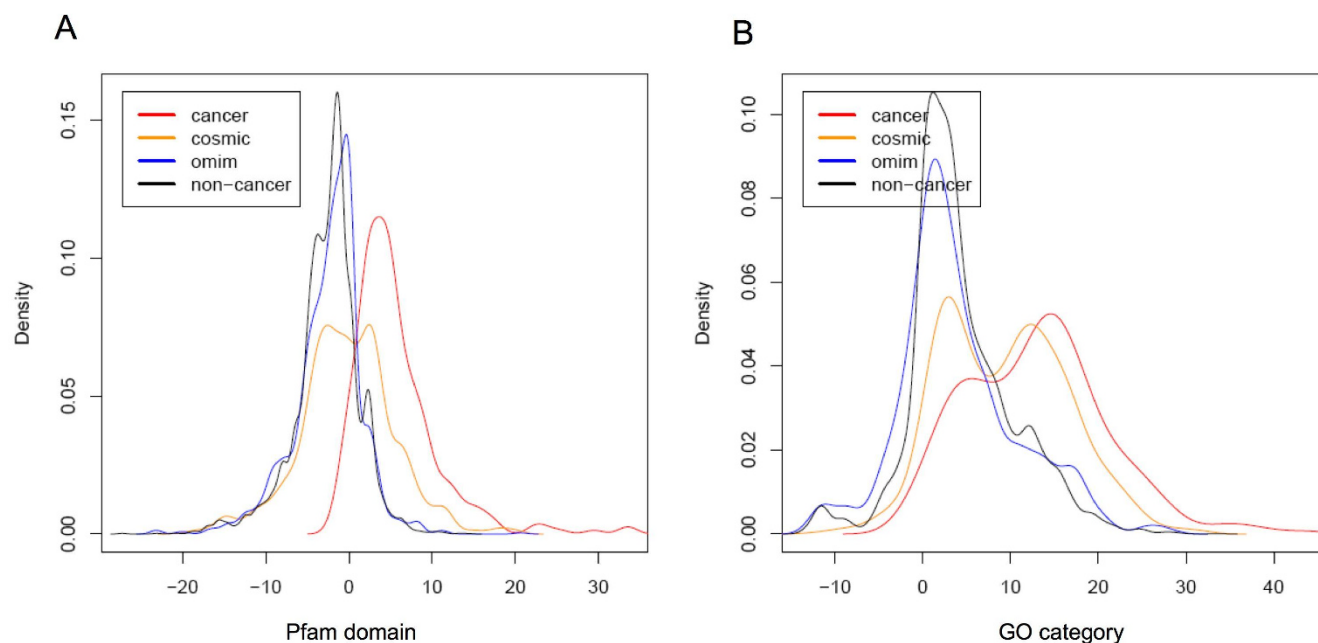 A
B
cancer
cosmic
omim
non-cancer
Density
0.00
0.05
0.10
0.15
−20
−10
0
10
20
30
Pfam domain
cancer
cosmic
omim
non-cancer
Density
0.00
0.02
0.04
0.06
0.08
0.10
−10
0
10
20
30
40
GO category